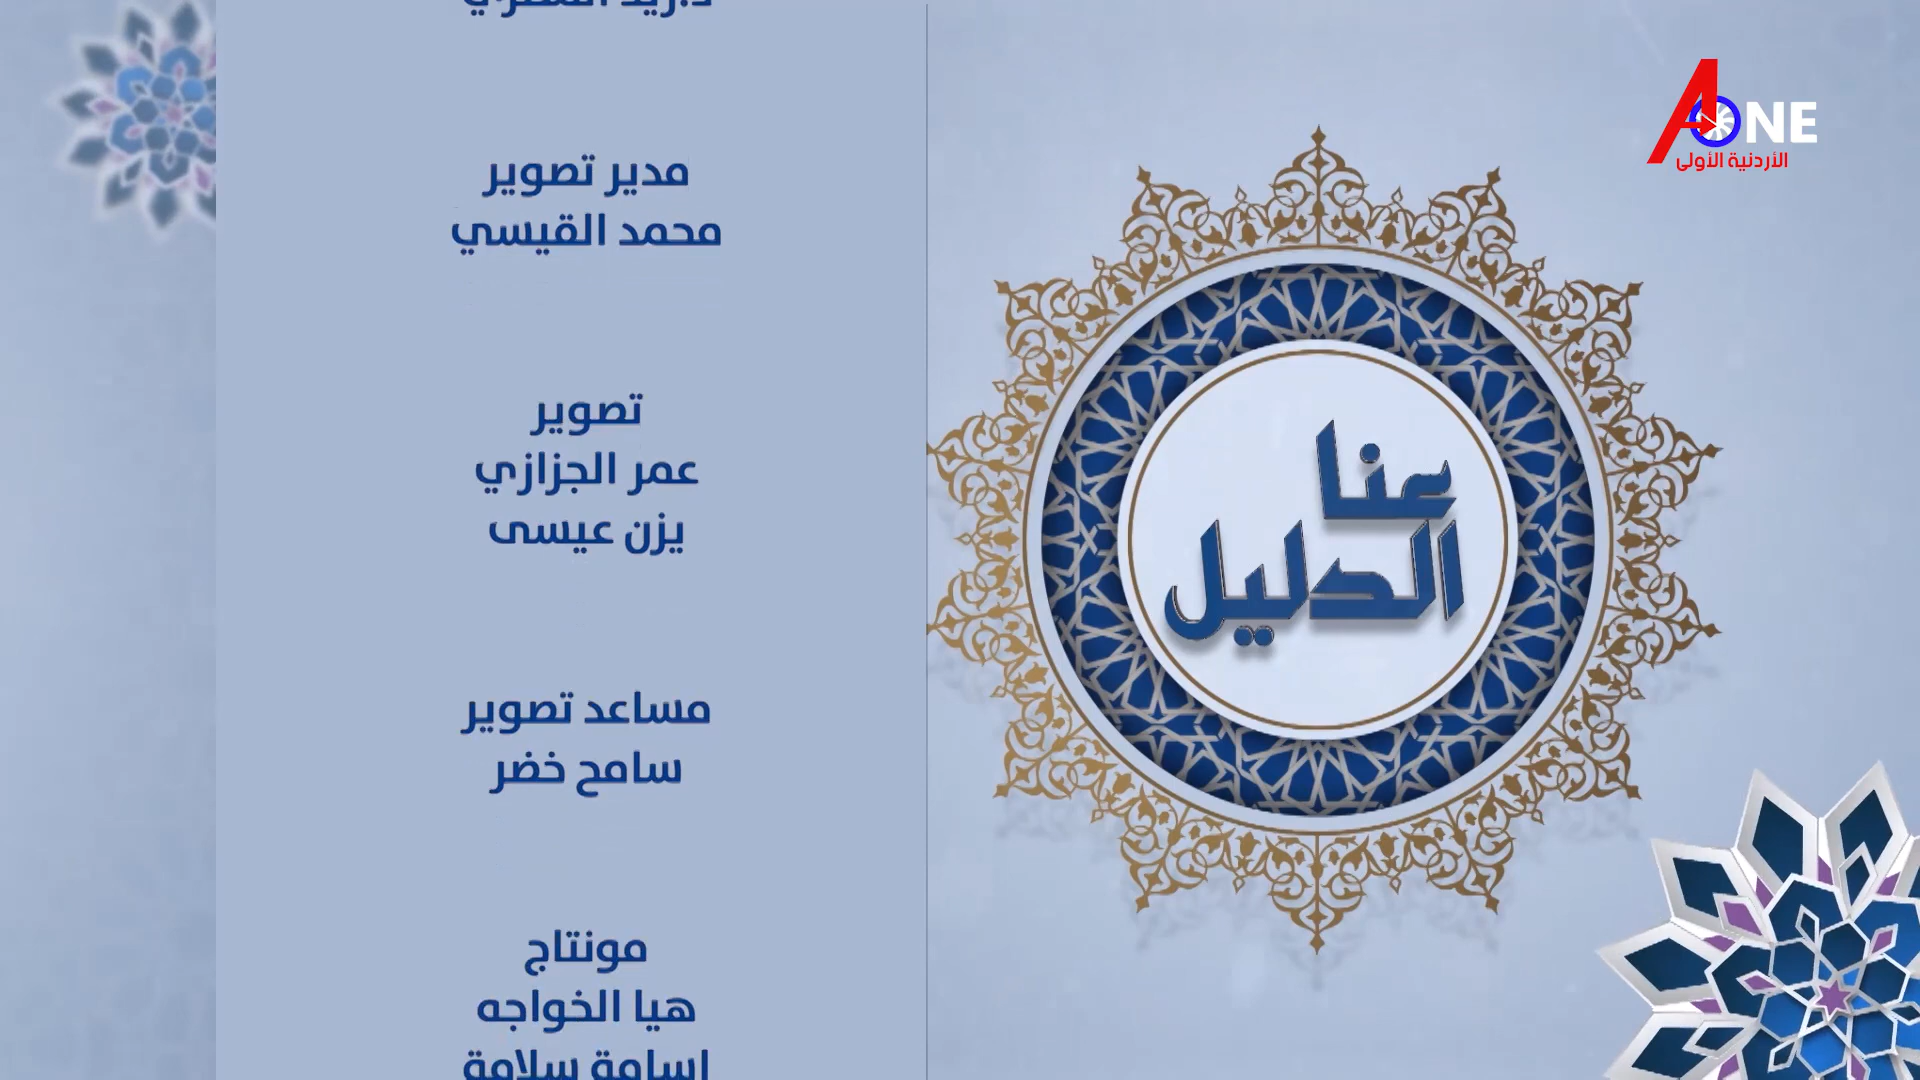 مدير تصوير
محمد القيسي
تصوير
عمر الجزازي
يزن عيسى
مساعد تصوير
سامح خضر
مونتاج
هيا الخواجه
اسامة سلامة
عنا
الدليل
A ONE
الأردنية الأولى